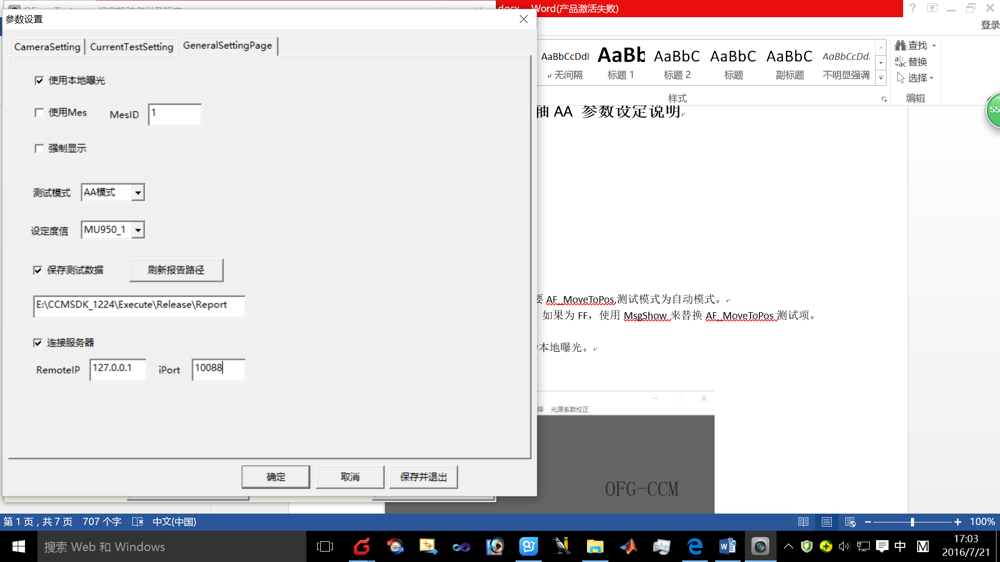 docx - Word(产品激活失败)
参数设置
登录
CameraSetting
CurrentTestSetting
GeneralSettingPage
使用本地曝光
使用Mes
MesID
1
强制显示
测试模式
AA模式
设定度信
MU950_1
保存测试数据
刷新报告路径
E:\CCMSDK_1224\Execute\Release\Report
连接服务器
RemoteIP
127.0.0.1
iPort
10088
确定
取消
保存并退出
AaBbCcDdI
AaBb
AaBbC
AaBbC
AaBbC
AaBbCcDd.
无间隔
标题 1
标题 2
标题
副标题
不明显强调
样式
查找
替换
选择
编辑
55
轴 AA 参数设定说明
要 AF_MoveToPos,测试模式为自动模式。
如果为 FF，使用 MsgShow 来替换 AF_MoveToPos 测试项。
本地曝光。
择 光源系数校正
OFG-CCM
第 1 页，共 7 页
707 个字
中文(中国)
100%
搜索 Web 和 Windows
中
M
17:03
2016/7/21